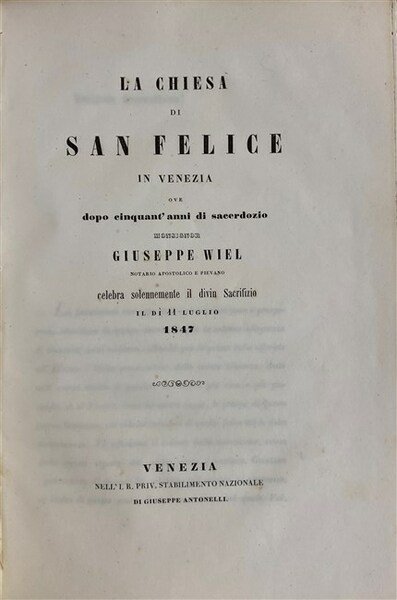 LA CHIESA
DI
SAN FELICE
IN VENEZIA
OVE
dopo cinquant' anni di sacerdozio
MONSIGNOR
GIUSEPPE WIEL
NOTARIO APOSTOLICO E PIEVANO
celebra solennemente il divin Sacrifizio
IL DÌ 11 LUGLIO
1847
VENEZIA
NELL' I. R. PRIV. STABILIMENTO NAZIONALE
DI GIUSEPPE ANTONELLI.